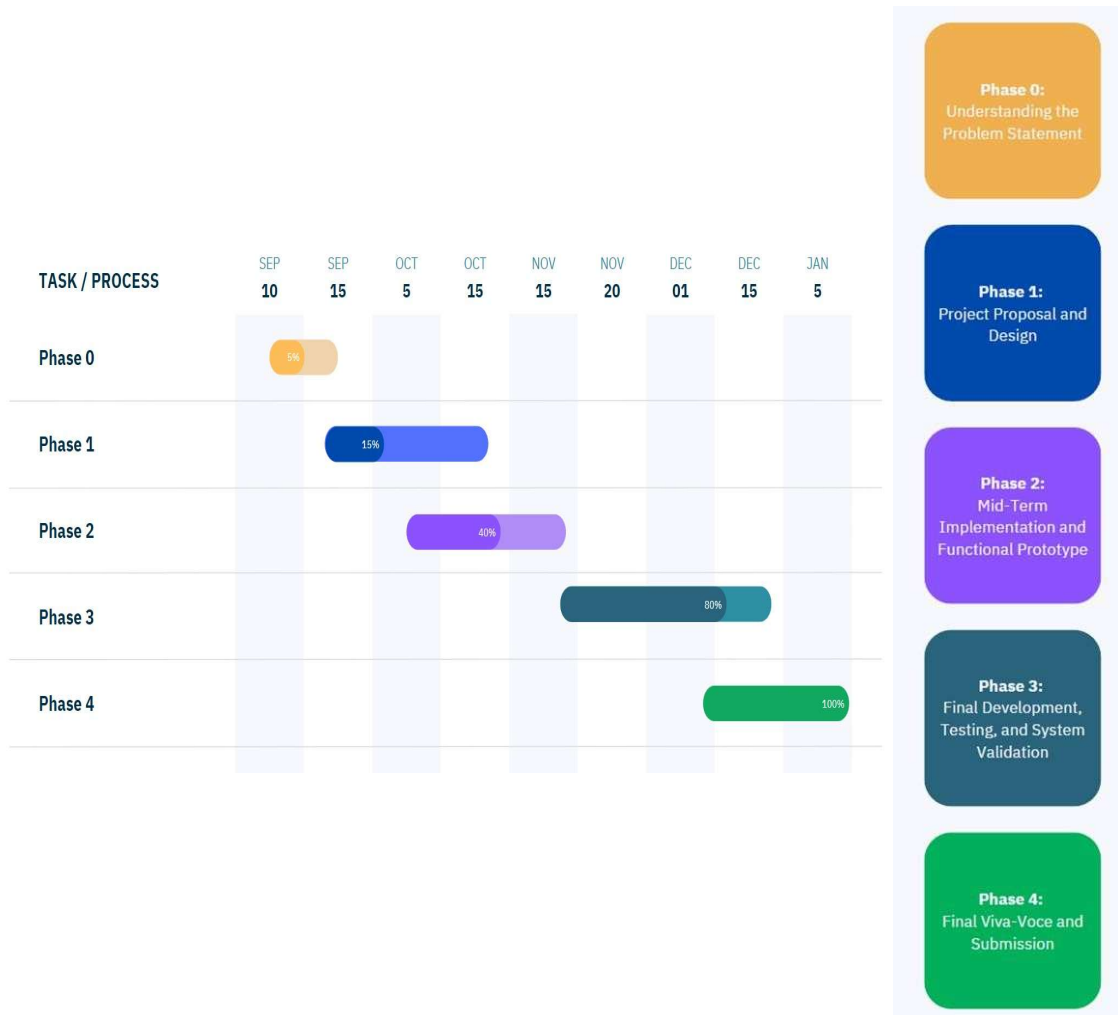 TASK / PROCESS
SEP SEP OCT OCT NOV NOV DEC DEC JAN
10 15 5 15 15 20 01 15 5
Phase 0
5%
Phase 1
15%
Phase 2
40%
Phase 3
80%
Phase 4
100%
Phase 0:
Understanding the
Problem Statement
Phase 1:
Project Proposal and
Design
Phase 2:
Mid-Term
Implementation and
Functional Prototype
Phase 3:
Final Development,
Testing, and System
Validation
Phase 4:
Final Viva-Voce and
Submission